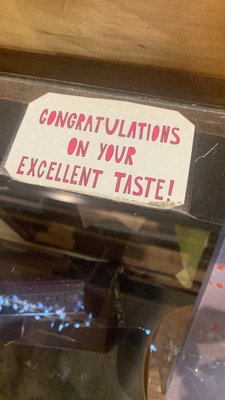 CONGRATULATIONS
ON YOUR
EXCELLENT TASTE!